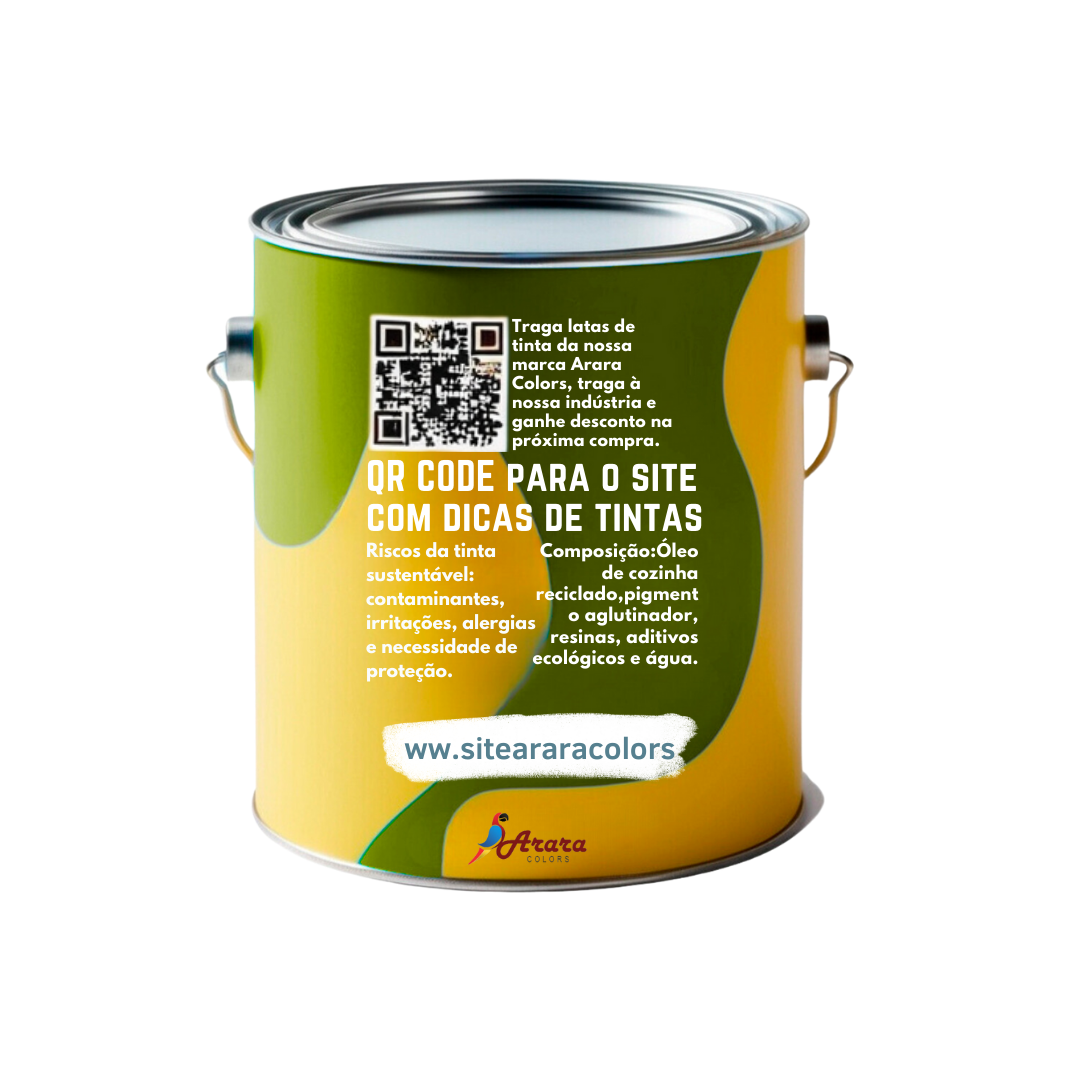 Traga latas de
tinta da nossa
marca Arara
Colors, traga à
nossa indústria e
ganhe desconto na
próxima compra.
QR CODE PARA O SITE
COM DICAS DE TINTAS
Riscos da tinta
sustentável:
contaminantes,
irritações, alergias
e necessidade de
proteção.
Composição:Óleo
de cozinha
reciclado,pigment
o aglutinador,
resinas, aditivos
ecológicos e água.
ww.siteararacolors
Arara
COLORS